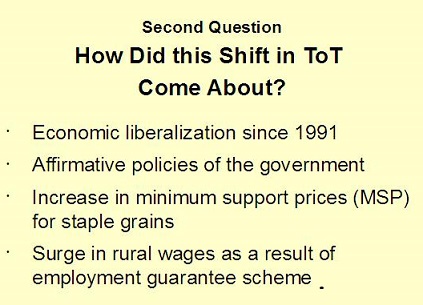 Second Question
How Did this Shift in ToT
Come About?
· Economic liberalization since 1991
· Affirmative policies of the government
· Increase in minimum support prices (MSP)
for staple grains
· Surge in rural wages as a result of
employment guarantee scheme .